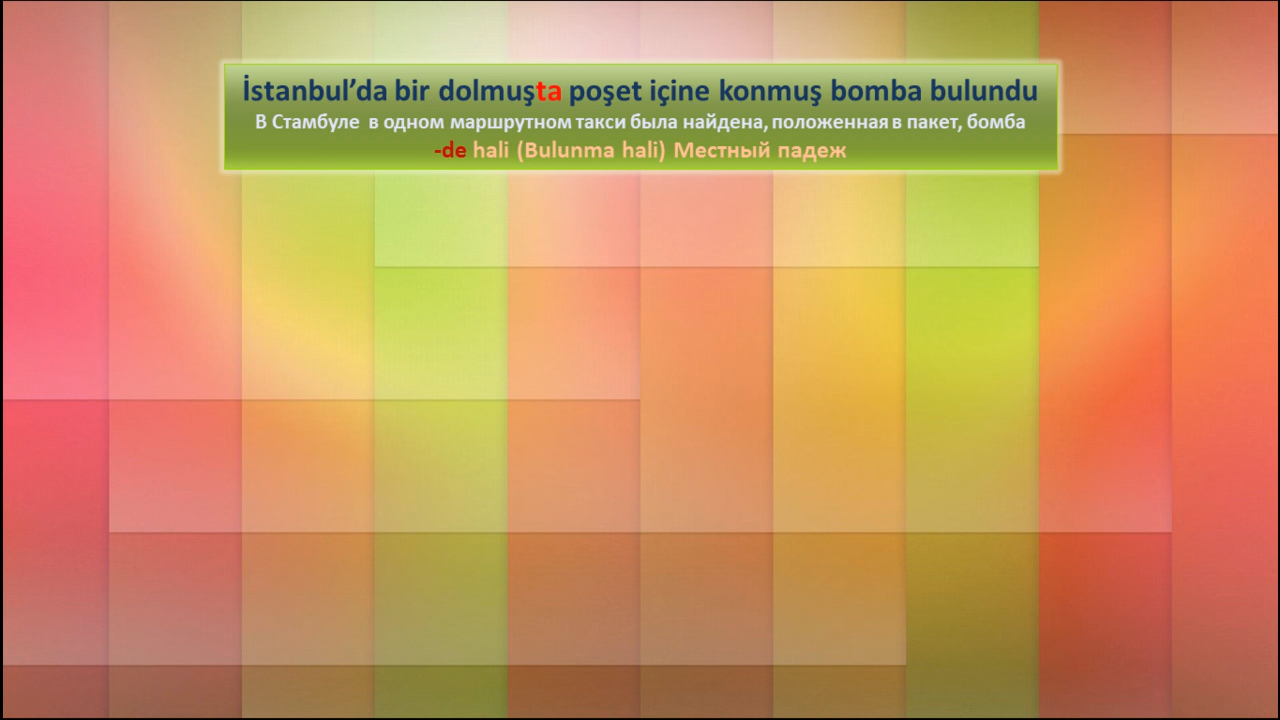 İstanbul’da bir dolmuşta poşet içine konmuş bomba bulundu
В Стамбуле в одном маршрутном такси была найдена, положенная в пакет, бомба
-de hali (Bulunma hali) Местный падеж